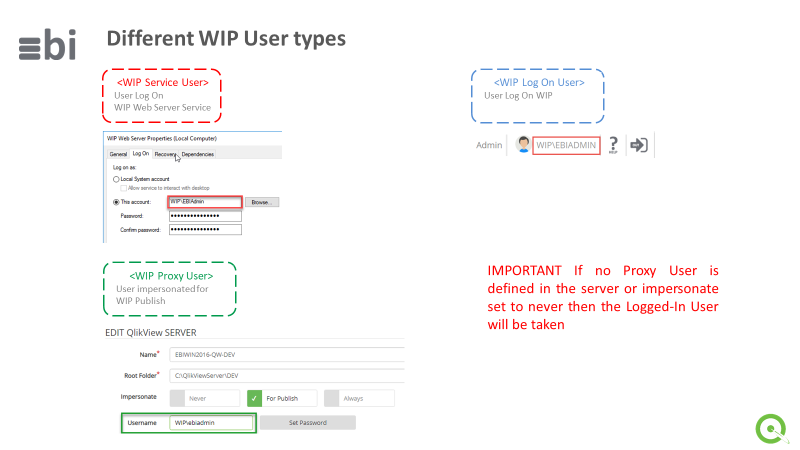 ebi
Different WIP User types
<WIP Service User>
User Log On
WIP Web Server Service
<WIP Log On User>
User Log On WIP
WIP Web Server Properties (Local Computer)
General Log On Recovery Dependencies
Log on as:
Local System account
Allow service to interact with desktop
This account: WIP\EBIAdmin Browse...
Password: •••••••••••••••
Confirm password: •••••••••••••••
Admin WIP\EBIADMIN ? HELP
<WIP Proxy User>
User impersonated for
WIP Publish
IMPORTANT If no Proxy User is
defined in the server or impersonate
set to never then the Logged-In User
will be taken
EDIT QlikView SERVER
Name* EBIWIN2016-QW-DEV
Root Folder* C:\QlikViewServer\DEV
Impersonate Never For Publish Always
Username WIP\ebiadmin Set Password